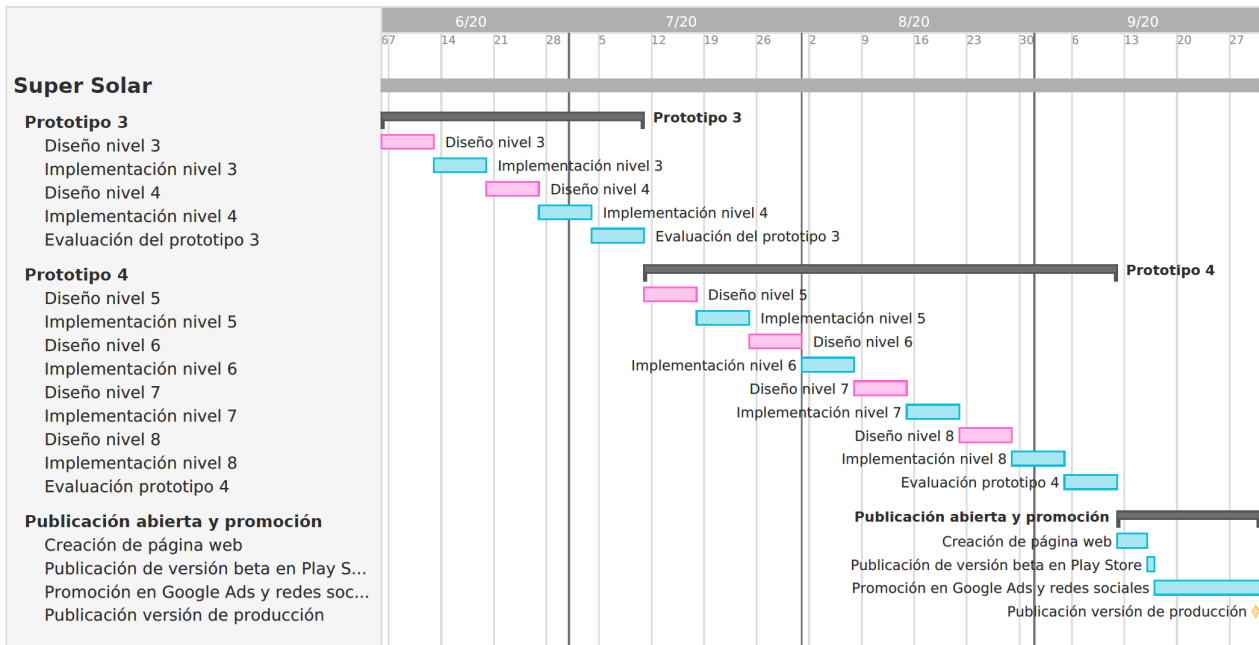 6/20 7/20 8/20 9/20
67 14 21 28 5 12 19 26 2 9 16 23 30 6 13 20 27
Super Solar
Prototipo 3 Prototipo 3
Diseño nivel 3 Diseño nivel 3
Implementación nivel 3 Implementación nivel 3
Diseño nivel 4 Diseño nivel 4
Implementación nivel 4 Implementación nivel 4
Evaluación del prototipo 3 Evaluación del prototipo 3
Prototipo 4 Prototipo 4
Diseño nivel 5 Diseño nivel 5
Implementación nivel 5 Implementación nivel 5
Diseño nivel 6 Diseño nivel 6
Implementación nivel 6 Implementación nivel 6
Diseño nivel 7 Diseño nivel 7
Implementación nivel 7 Implementación nivel 7
Diseño nivel 8 Diseño nivel 8
Implementación nivel 8 Implementación nivel 8
Evaluación prototipo 4 Evaluación prototipo 4
Publicación abierta y promoción Publicación abierta y promoción
Creación de página web Creación de página web
Publicación de versión beta en Play S... Publicación de versión beta en Play Store
Promoción en Google Ads y redes soc... Promoción en Google Ads y redes sociales
Publicación versión de producción Publicación versión de producción